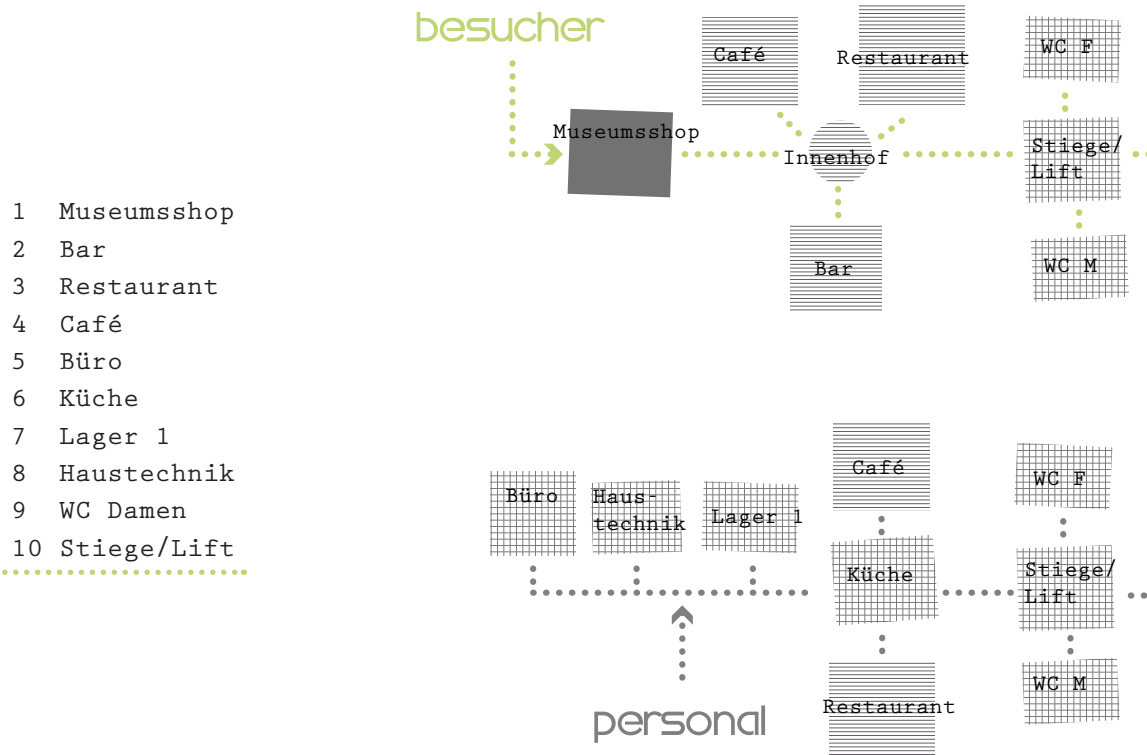 besucher
Café
Restaurant
WC F
Museumsshop
Innenhof
Stiege/
Lift
Bar
WC M
1 Museumsshop
2 Bar
3 Restaurant
4 Café
5 Büro
6 Küche
7 Lager 1
8 Haustechnik
9 WC Damen
10 Stiege/Lift
Café
WC F
Büro
Haus-
technik
Lager 1
Küche
Stiege/
Lift
WC M
Restaurant
personal